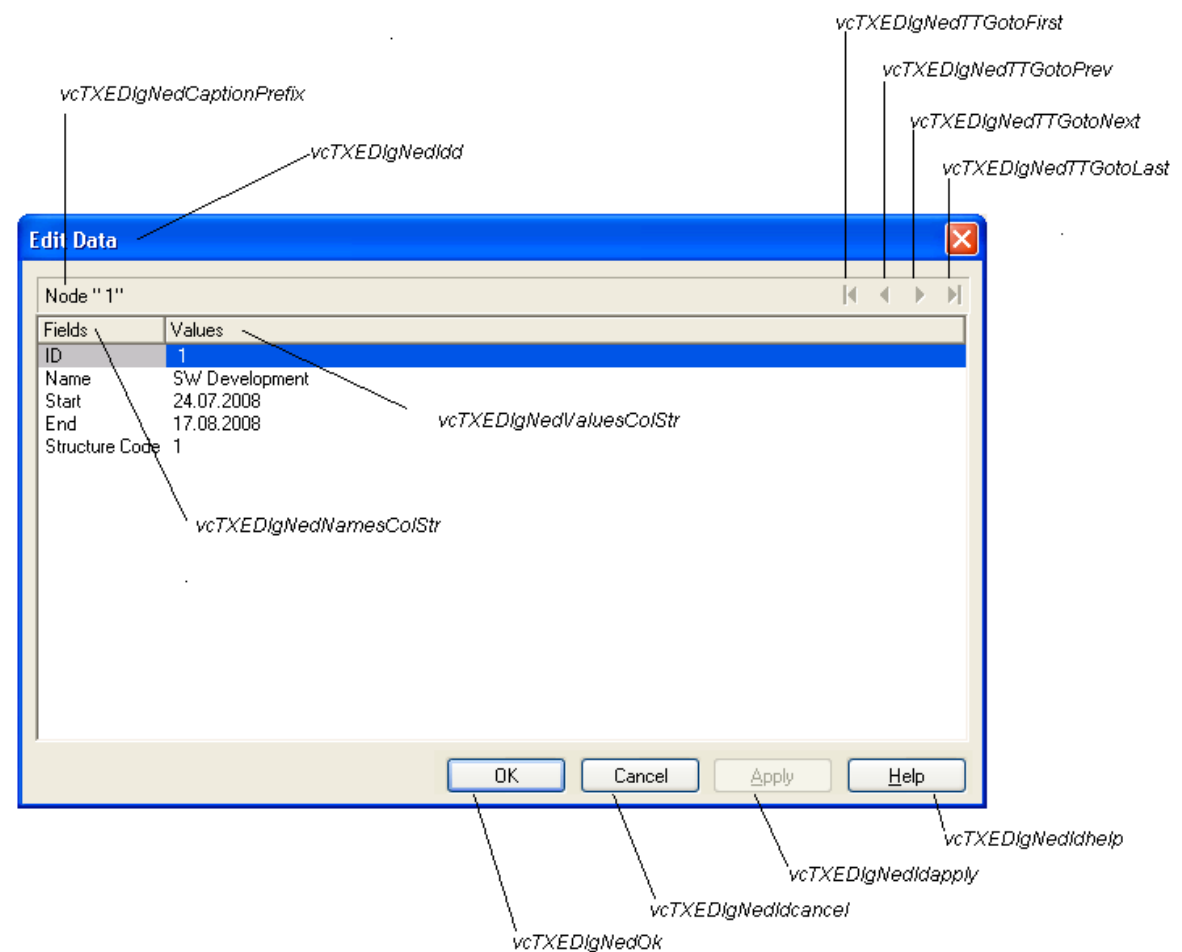 vcTXEDlgNedTTGotoFirst
vcTXEDlgNedTTGotoPrev
vcTXEDlgNedCaptionPrefix
vcTXEDlgNedTTGotoNext
vcTXEDlgNedIdd
vcTXEDlgNedTTGotoLast
Edit Data
Node "1"
Fields Values
ID 1
Name SW Development
Start 24.07.2008
End 17.08.2008
vcTXEDlgNedValuesColStr
Structure Code 1
vcTXEDlgNedNamesColStr
OK Cancel Apply Help
vcTXEDlgNedIdhelp
vcTXEDlgNedIdapply
vcTXEDlgNedIdcancel
vcTXEDlgNedOk